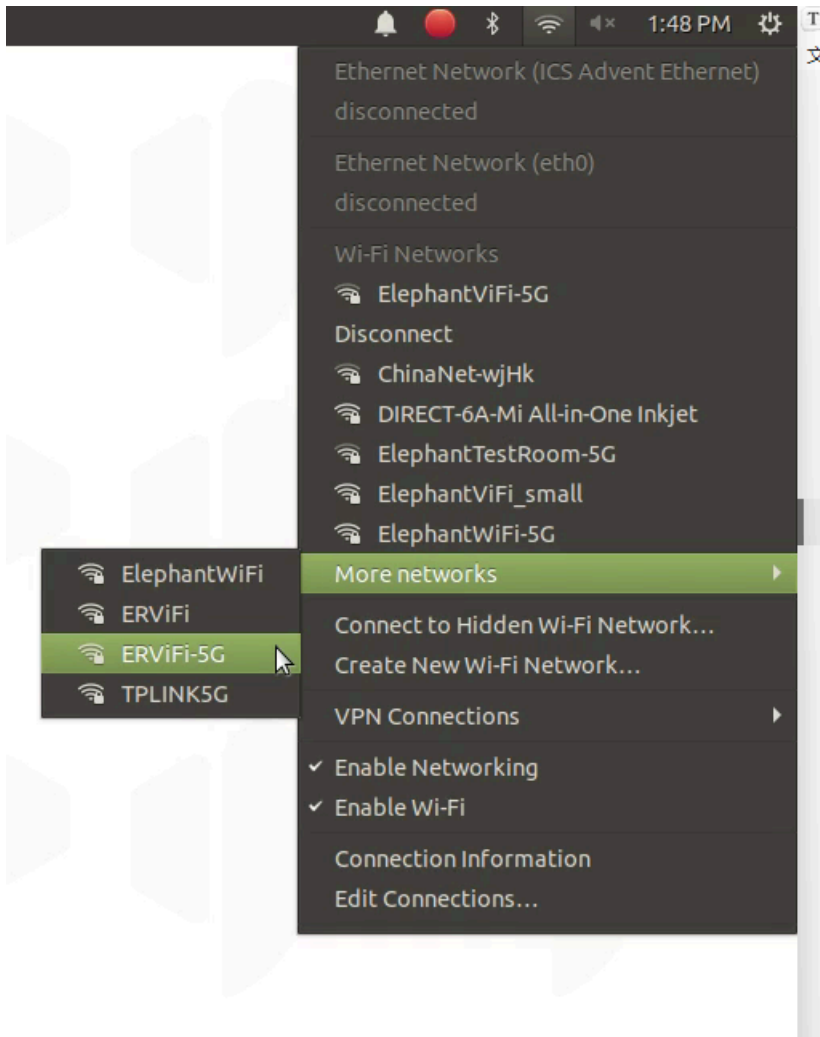 1:48 PM
T
文
Ethernet Network (ICS Advent Ethernet)
disconnected
Ethernet Network (eth0)
disconnected
Wi-Fi Networks
ElephantViFi-5G
Disconnect
ChinaNet-wjHk
DIRECT-6A-Mi All-in-One Inkjet
ElephantTestRoom-5G
ElephantViFi_small
ElephantWiFi-5G
More networks
ElephantWiFi
ERViFi
ERViFi-5G
TPLINK5G
Connect to Hidden Wi-Fi Network...
Create New Wi-Fi Network...
VPN Connections
Enable Networking
Enable Wi-Fi
Connection Information
Edit Connections...